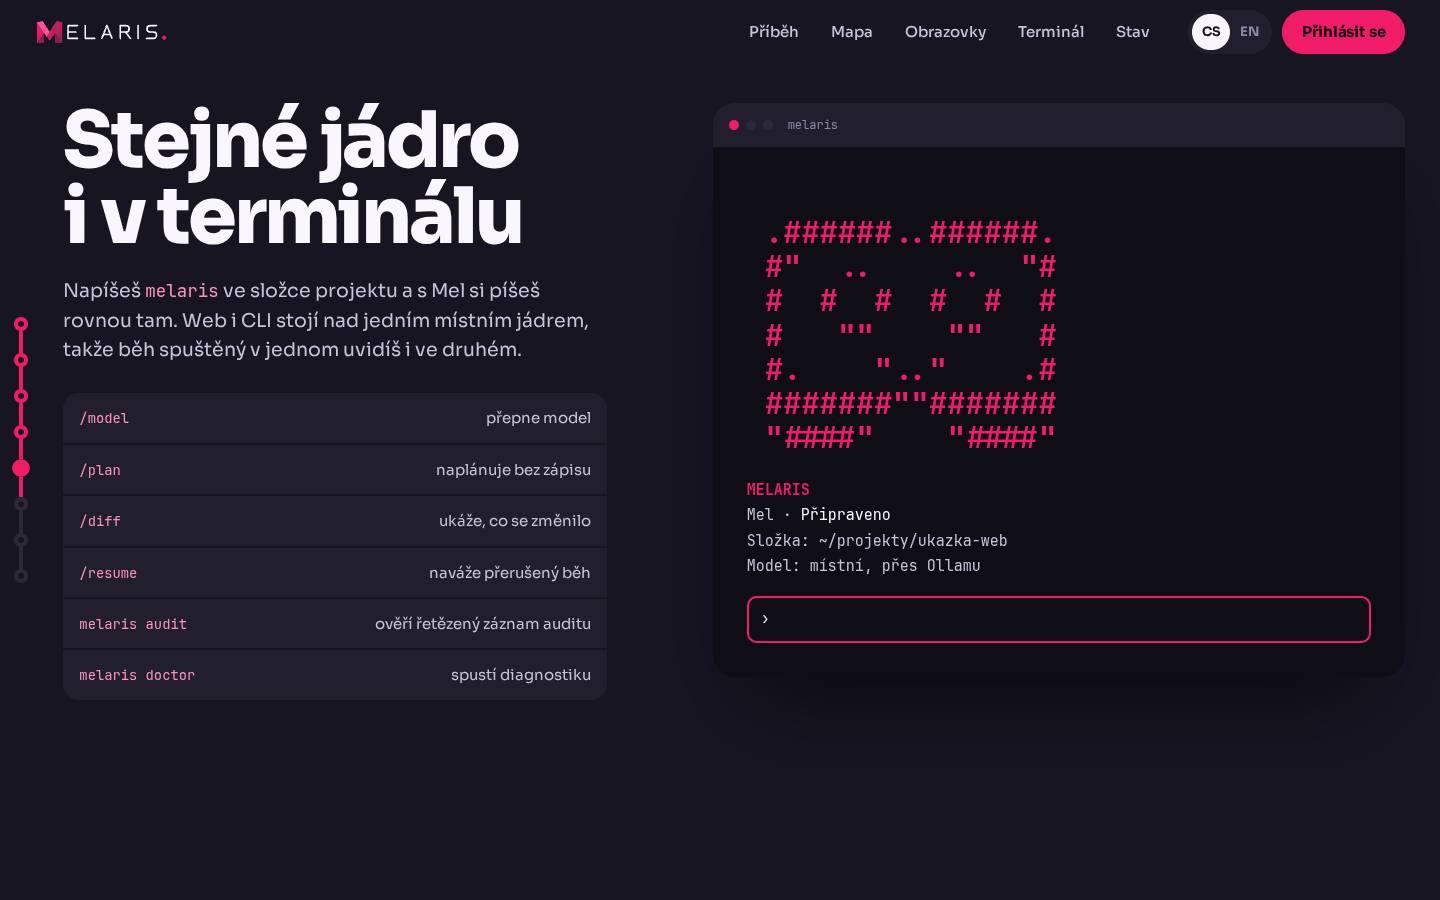 MELARIS.
Příběh
Mapa
Obrazovky
Terminál
Stav
CS
EN
Přihlásit se
Stejné jádro
i v terminálu
Napíšeš melaris ve složce projektu a s Mel si píšeš
rovnou tam. Web i CLI stojí nad jedním místním jádrem,
takže běh spuštěný v jednom uvidíš i ve druhém.
/model přepne model
/plan naplánuje bez zápisu
/diff ukáže, co se změnilo
/resume naváže přerušený běh
melaris audit ověří řetězený záznam auditu
melaris doctor spustí diagnostiku
melaris
.######..######.
#"  ..    ..  "#
#  #  #  #  #  #
#   ""    ""   #
#.    ".."    .#
#######""#######
"####"    "####"
MELARIS
Mel · Připraveno
Složka: ~/projekty/ukazka-web
Model: místní, přes Ollamu
›